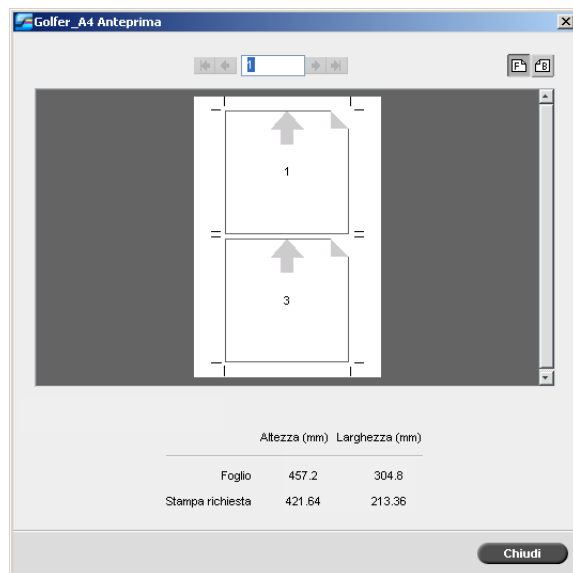 Golfer_A4 Anteprima
1
F B
1
3
Altezza (mm) Larghezza (mm)
Foglio 457.2 304.8
Stampa richiesta 421.64 213.36
Chiudi